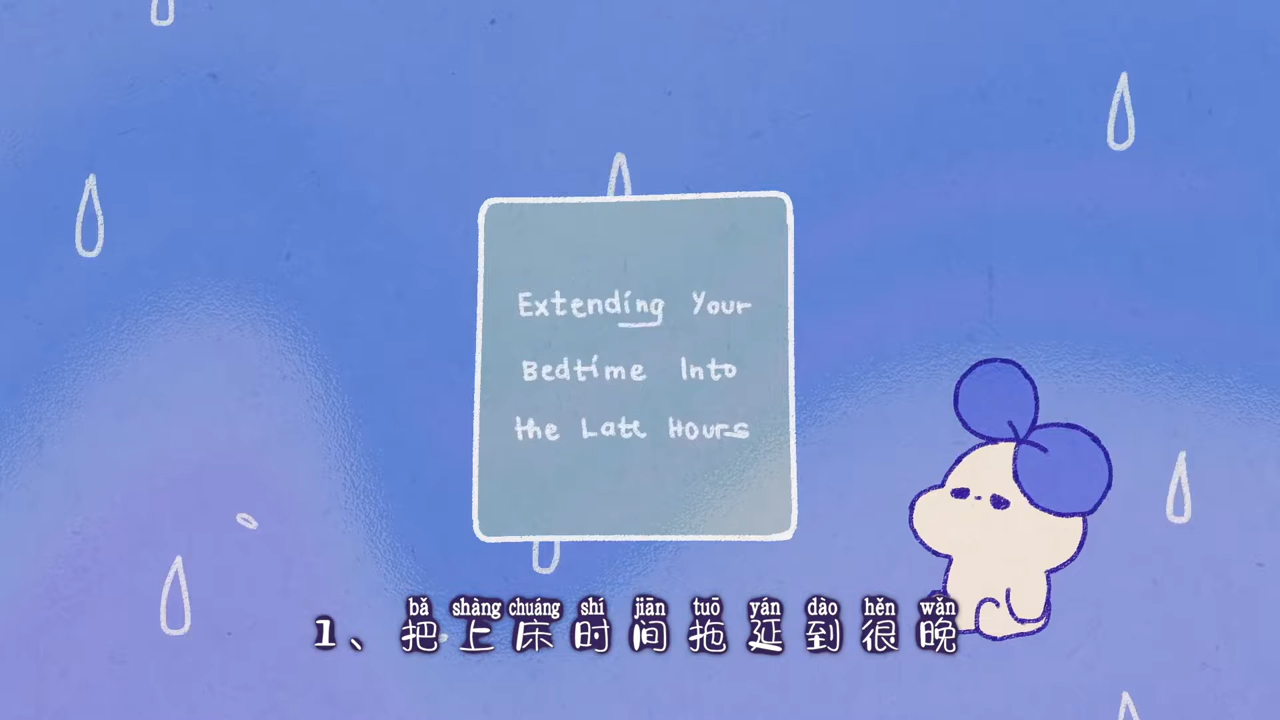 Extending Your
Bedtime Into
the Late Hours
bǎ shàng chuáng shí jiān tuō yán dào hěn wǎn
1、把上床时间拖延到很晚